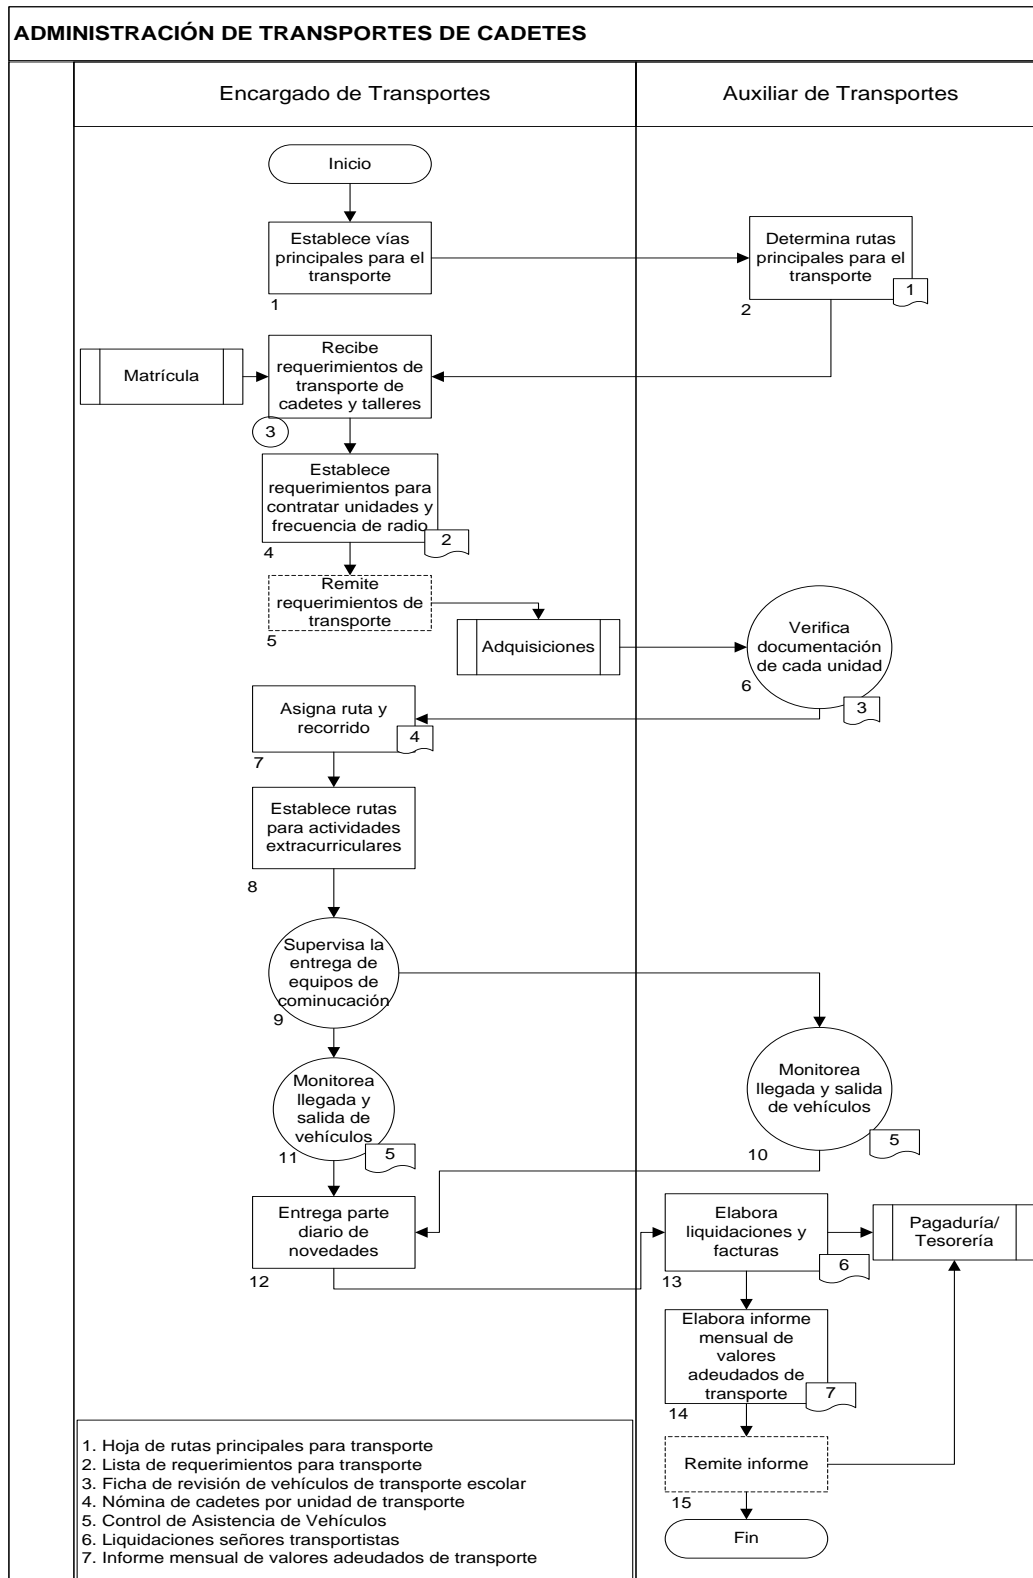 ADMINISTRACIÓN DE TRANSPORTES DE CADETES
Encargado de Transportes
Auxiliar de Transportes
Inicio
Establece vías
principales para el
transporte
1
Determina rutas
principales para el
transporte
1
2
Matrícula
Recibe
requerimientos de
transporte de
cadetes y talleres
3
Establece
requerimientos para
contratar unidades y
frecuencia de radio
2
4
Remite
requerimientos de
transporte
5
Adquisiciones
Verifica
documentación
de cada unidad
6
3
Asigna ruta y
recorrido
4
7
Establece rutas
para actividades
extracurriculares
8
Supervisa la
entrega de
equipos de
cominucación
9
Monitorea
llegada y
salida de
vehículos
5
11
Monitorea
llegada y salida
de vehículos
5
10
Entrega parte
diario de
novedades
12
Elabora
liquidaciones y
facturas
6
13
Pagaduría/
Tesorería
Elabora informe
mensual de
valores
adeudados de
transporte
7
14
Remite informe
15
Fin
1. Hoja de rutas principales para transporte
2. Lista de requerimientos para transporte
3. Ficha de revisión de vehículos de transporte escolar
4. Nómina de cadetes por unidad de transporte
5. Control de Asistencia de Vehículos
6. Liquidaciones señores transportistas
7. Informe mensual de valores adeudados de transporte